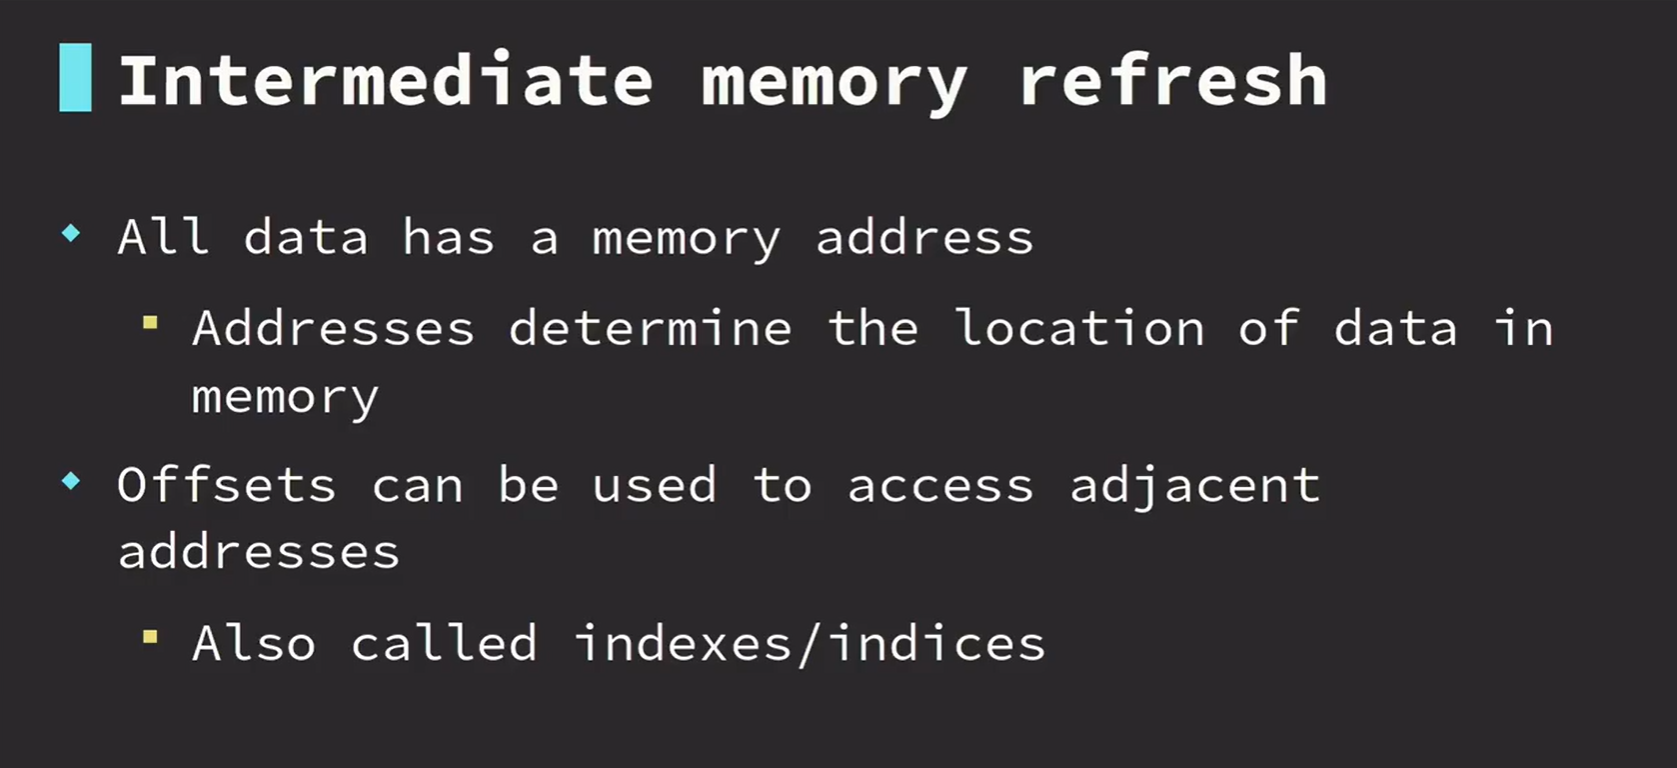 Intermediate memory refresh
All data has a memory address
Addresses determine the location of data in
memory
Offsets can be used to access adjacent
addresses
Also called indexes/indices